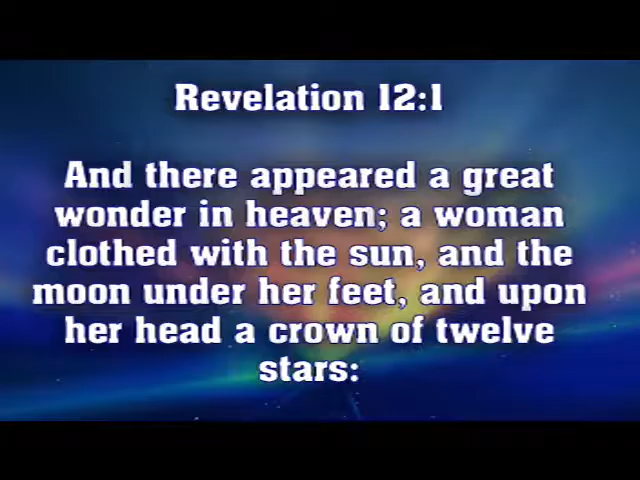 Revelation 12:1
And there appeared a great
wonder in heaven; a woman
clothed with the sun, and the
moon under her feet, and upon
her head a crown of twelve
stars: